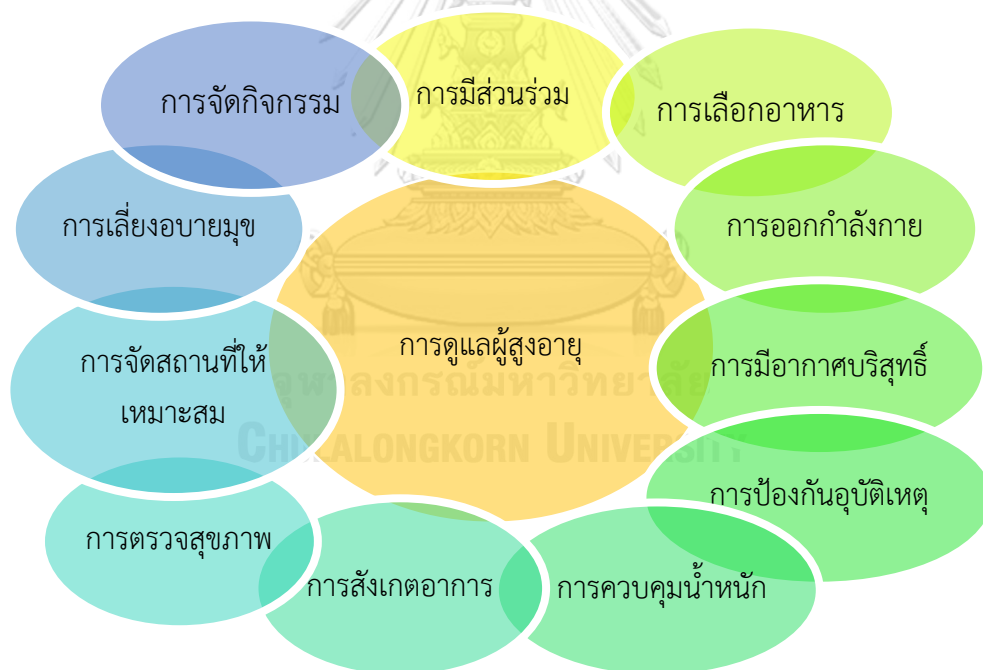 การจัดกิจกรรม
การมีส่วนร่วม
การเลือกอาหาร
การเลี่ยงอบายมุข
การออกกำลังกาย
การดูแลผู้สูงอายุ
การจัดสถานที่ให้
เหมาะสม
การมีอากาศบริสุทธิ์
จุฬาลงกรณ์มหาวิทยาลัย
CHULALONGKORN UNIVERSITY
การป้องกันอุบัติเหตุ
การตรวจสุขภาพ
การสังเกตอาการ
การควบคุมน้ำหนัก